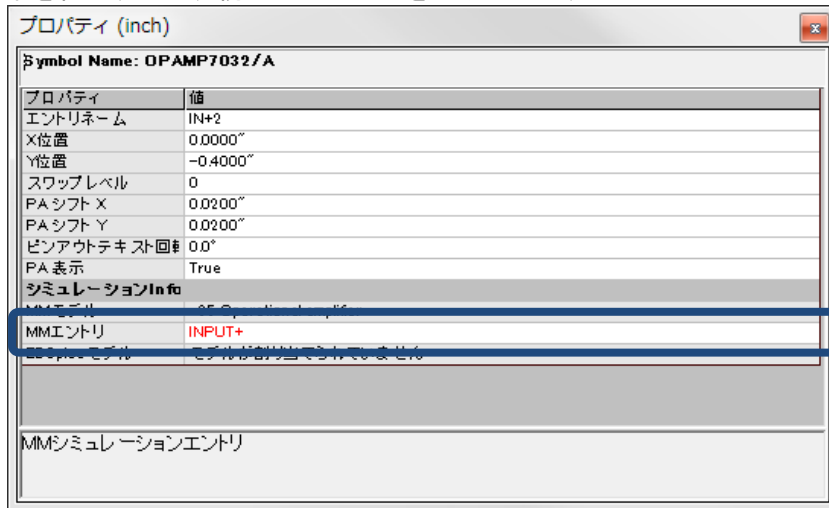 プロパティ (inch)
Symbol Name: OPAMP7032/A
プロパティ 値
エントリネーム IN+2
X位置 0.0000"
Y位置 -0.4000"
スワップレベル 0
PAシフト X 0.0200"
PAシフト Y 0.0200"
ピンアウトテキスト回転 0.0°
PA表示 True
シミュレーションInfo
MMエントリ INPUT+
MMシミュレーションエントリ